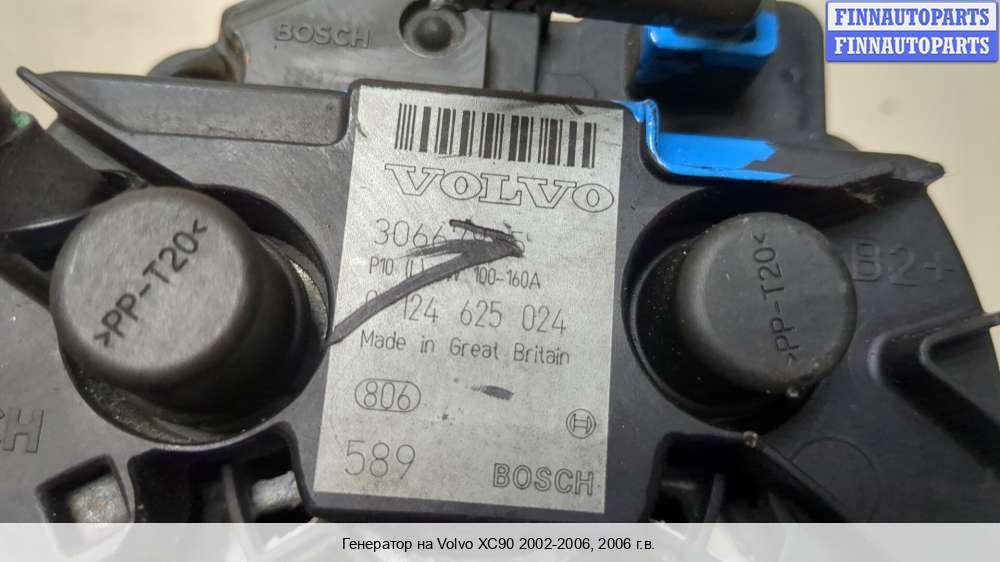 FINNAUTOPARTS
FINNAUTOPARTS
BOSCH
VOLVO
100-160A
124 625 024
Made in Great Britain
806
589
BOSCH
>PP-T20<
>PP-T20<
B2+
Генератор на Volvo XC90 2002-2006, 2006 г.в.